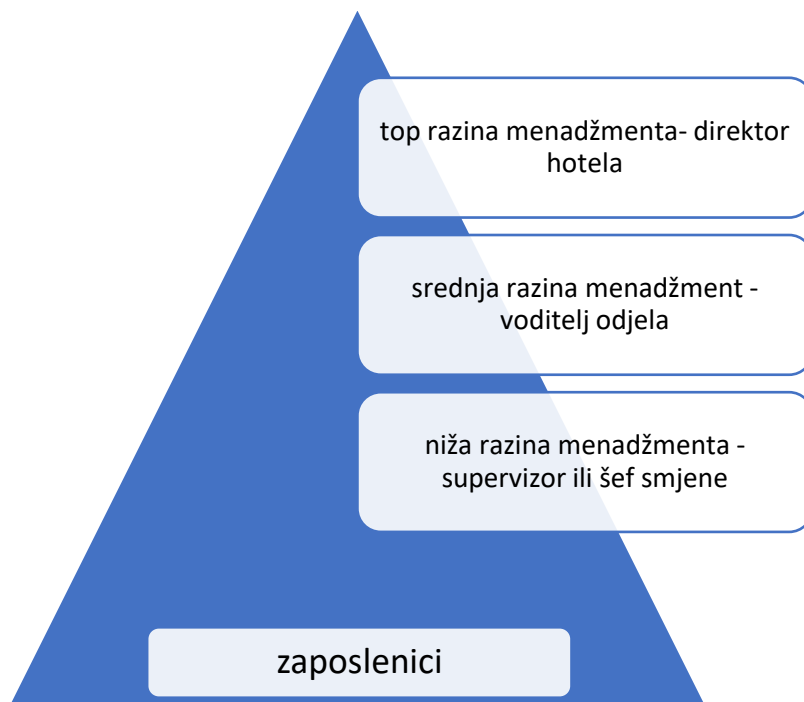 top razina menadžmenta- direktor
hotela
srednja razina menadžment -
voditelj odjela
niža razina menadžmenta -
supervizor ili šef smjene
zaposlenici